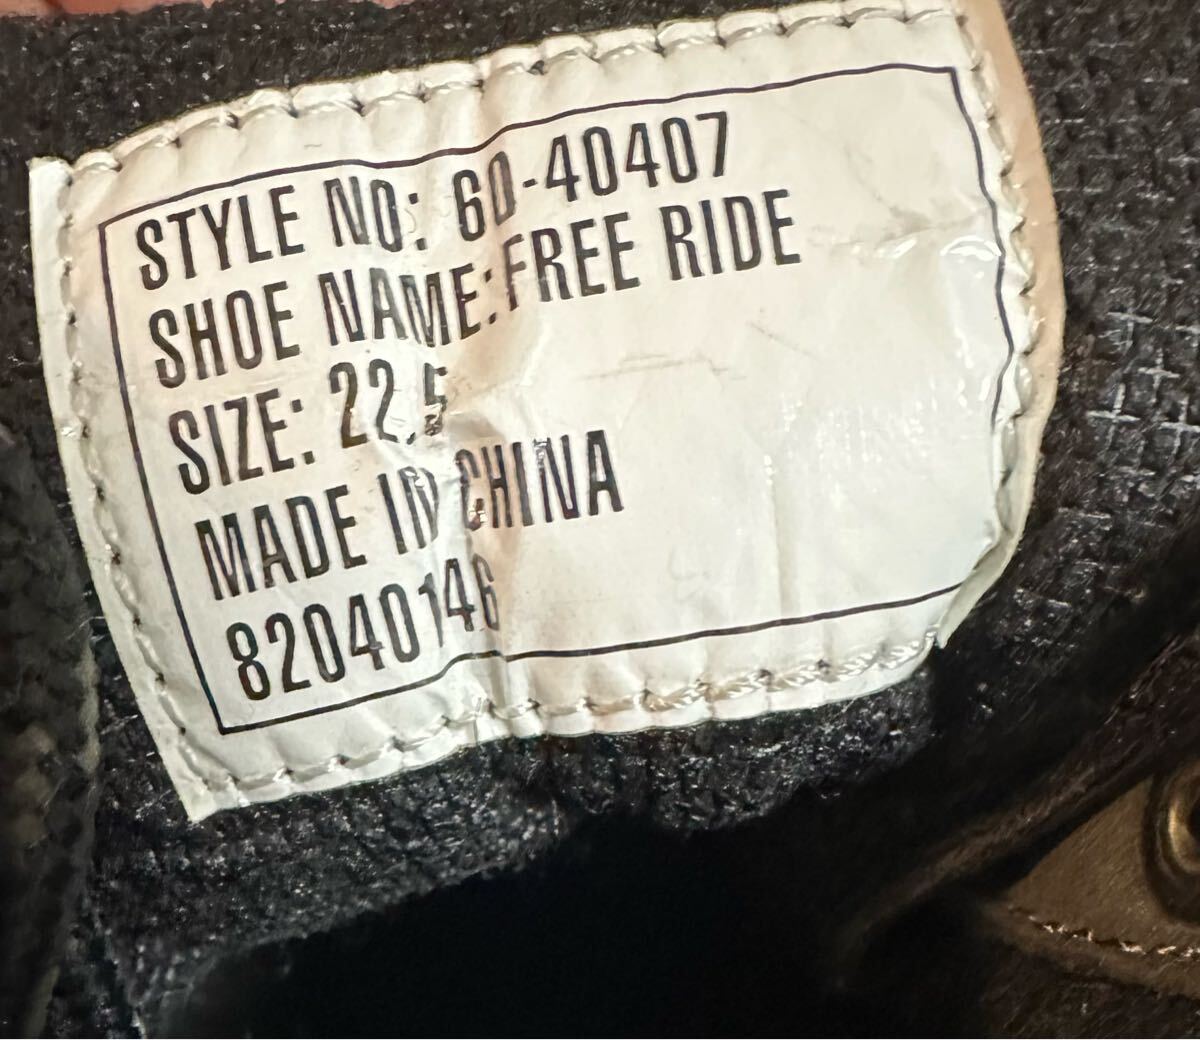 STYLE NO: 60-40407
SHOE NAME: FREE RIDE
SIZE: 22.5
MADE IN CHINA
82040146